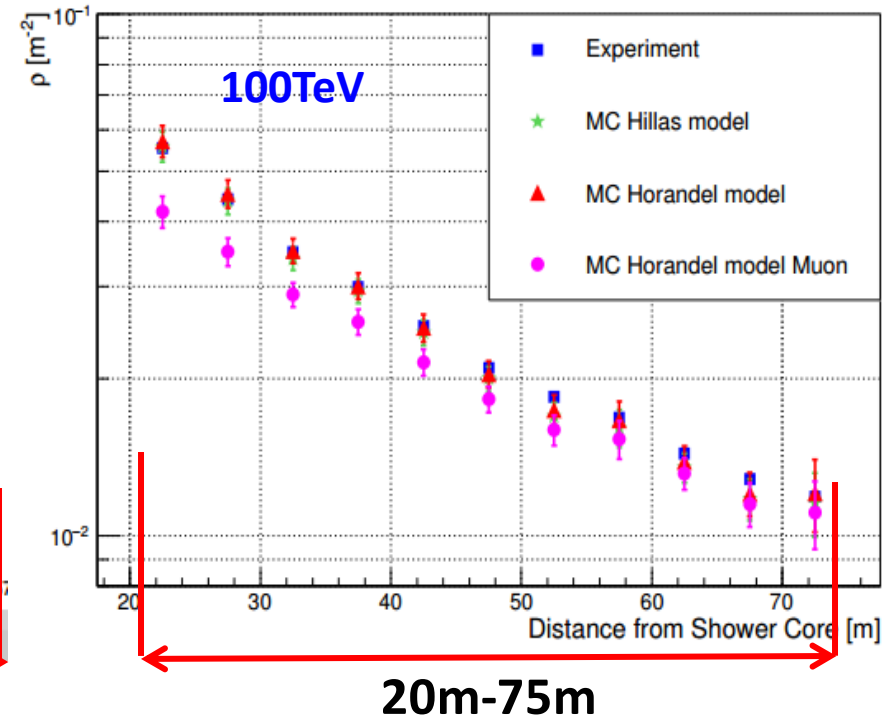 10⁻¹
ρ [m⁻²]
100TeV
Experiment
MC Hillas model
MC Horandel model
MC Horandel model Muon
10⁻²
20 30 40 50 60 70
Distance from Shower Core [m]
20m-75m